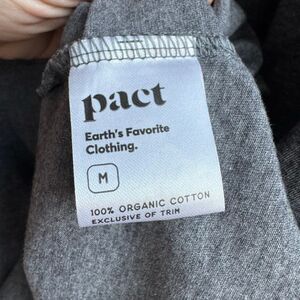 pact
Earth's Favorite
Clothing.
M
100% ORGANIC COTTON
EXCLUSIVE OF TRIM